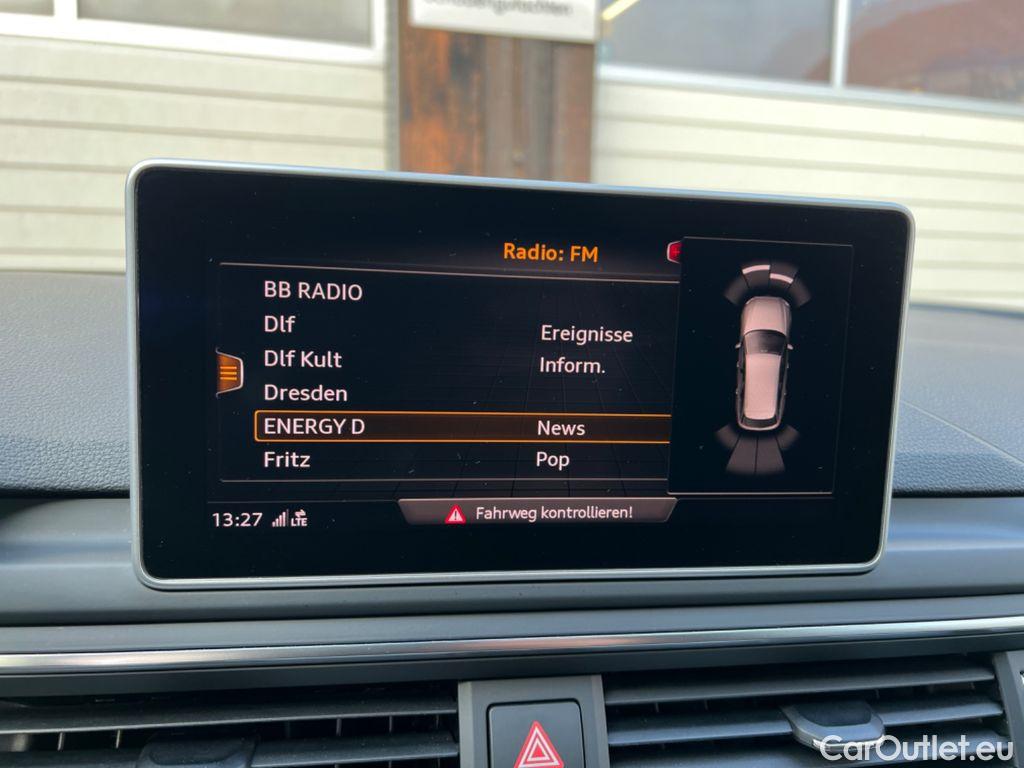 Radio: FM
BB RADIO
Dlf
Ereignisse
Dlf Kult
Inform.
Dresden
ENERGY D
News
Fritz
Pop
13:27
LTE
Fahrweg kontrollieren!
CarOutlet.eu